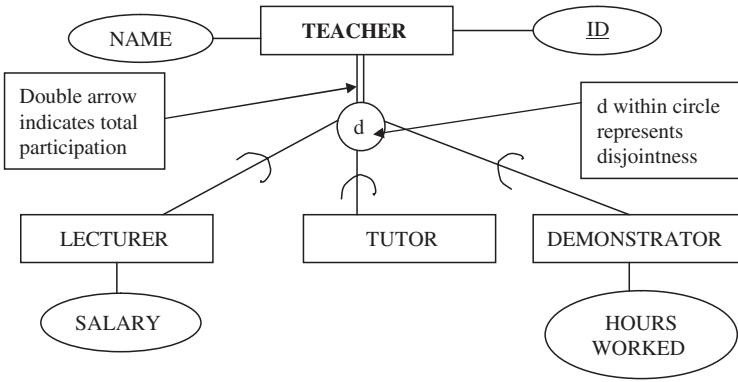 NAME
TEACHER
ID
Double arrow
indicates total
participation
d
d within circle
represents
disjointness
LECTURER
TUTOR
DEMONSTRATOR
SALARY
HOURS
WORKED